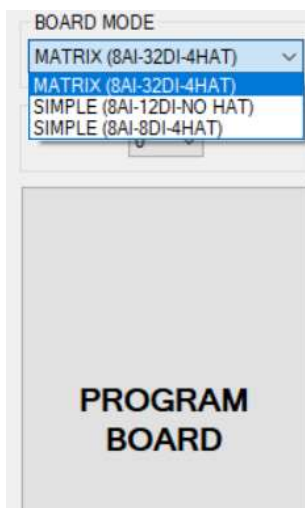 BOARD MODE
MATRIX (8AI-32DI-4HAT)
MATRIX (8AI-32DI-4HAT)
SIMPLE (8AI-12DI-NO HAT)
SIMPLE (8AI-8DI-4HAT)
PROGRAM
BOARD